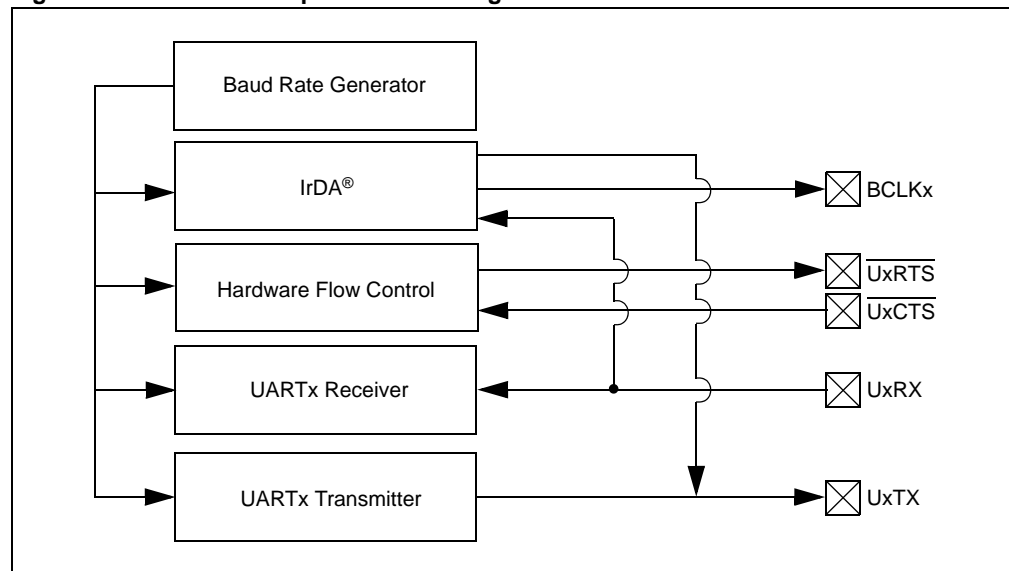 Baud Rate Generator
IrDA®
BCLKx
UxRTS
Hardware Flow Control
UxCTS
UARTx Receiver
UxRX
UARTx Transmitter
UxTX